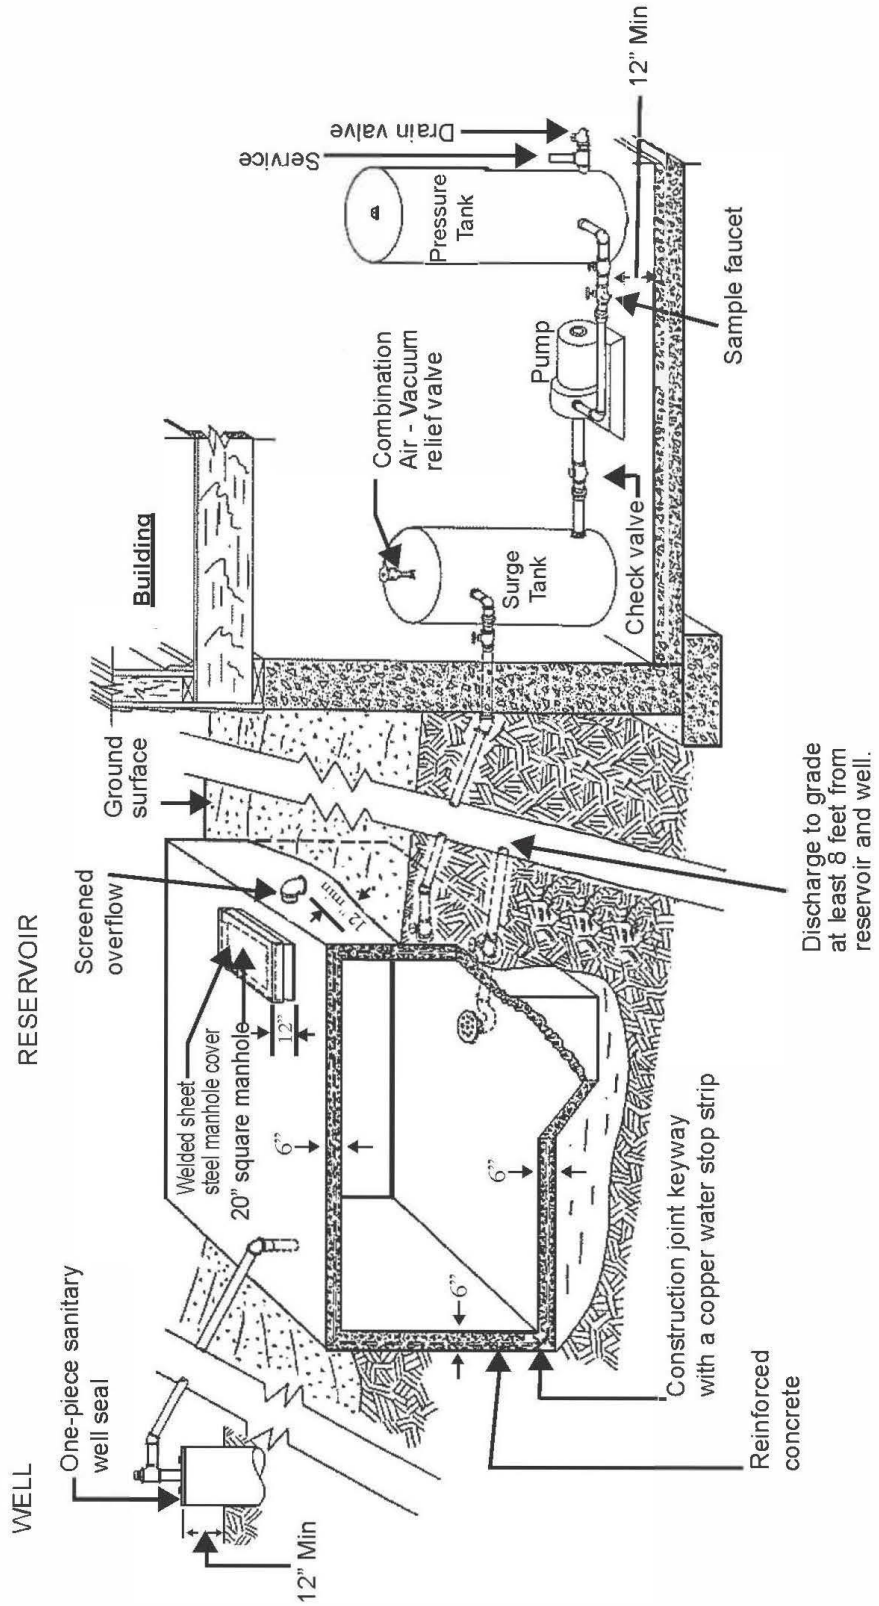 WELL
One-piece sanitary
well seal
12" Min
RESERVOIR
Welded sheet
steel manhole cover
20" square manhole
12"
Screened
overflow
12" min
Ground
surface
6"
6"
6"
Reinforced
concrete
Construction joint keyway
with a copper water stop strip
Discharge to grade
at least 8 feet from
reservoir and well.
Building
Combination
Air - Vacuum
relief valve
Surge
Tank
Check valve
Pump
Pressure
Tank
Service
Drain valve
Sample faucet
12" Min